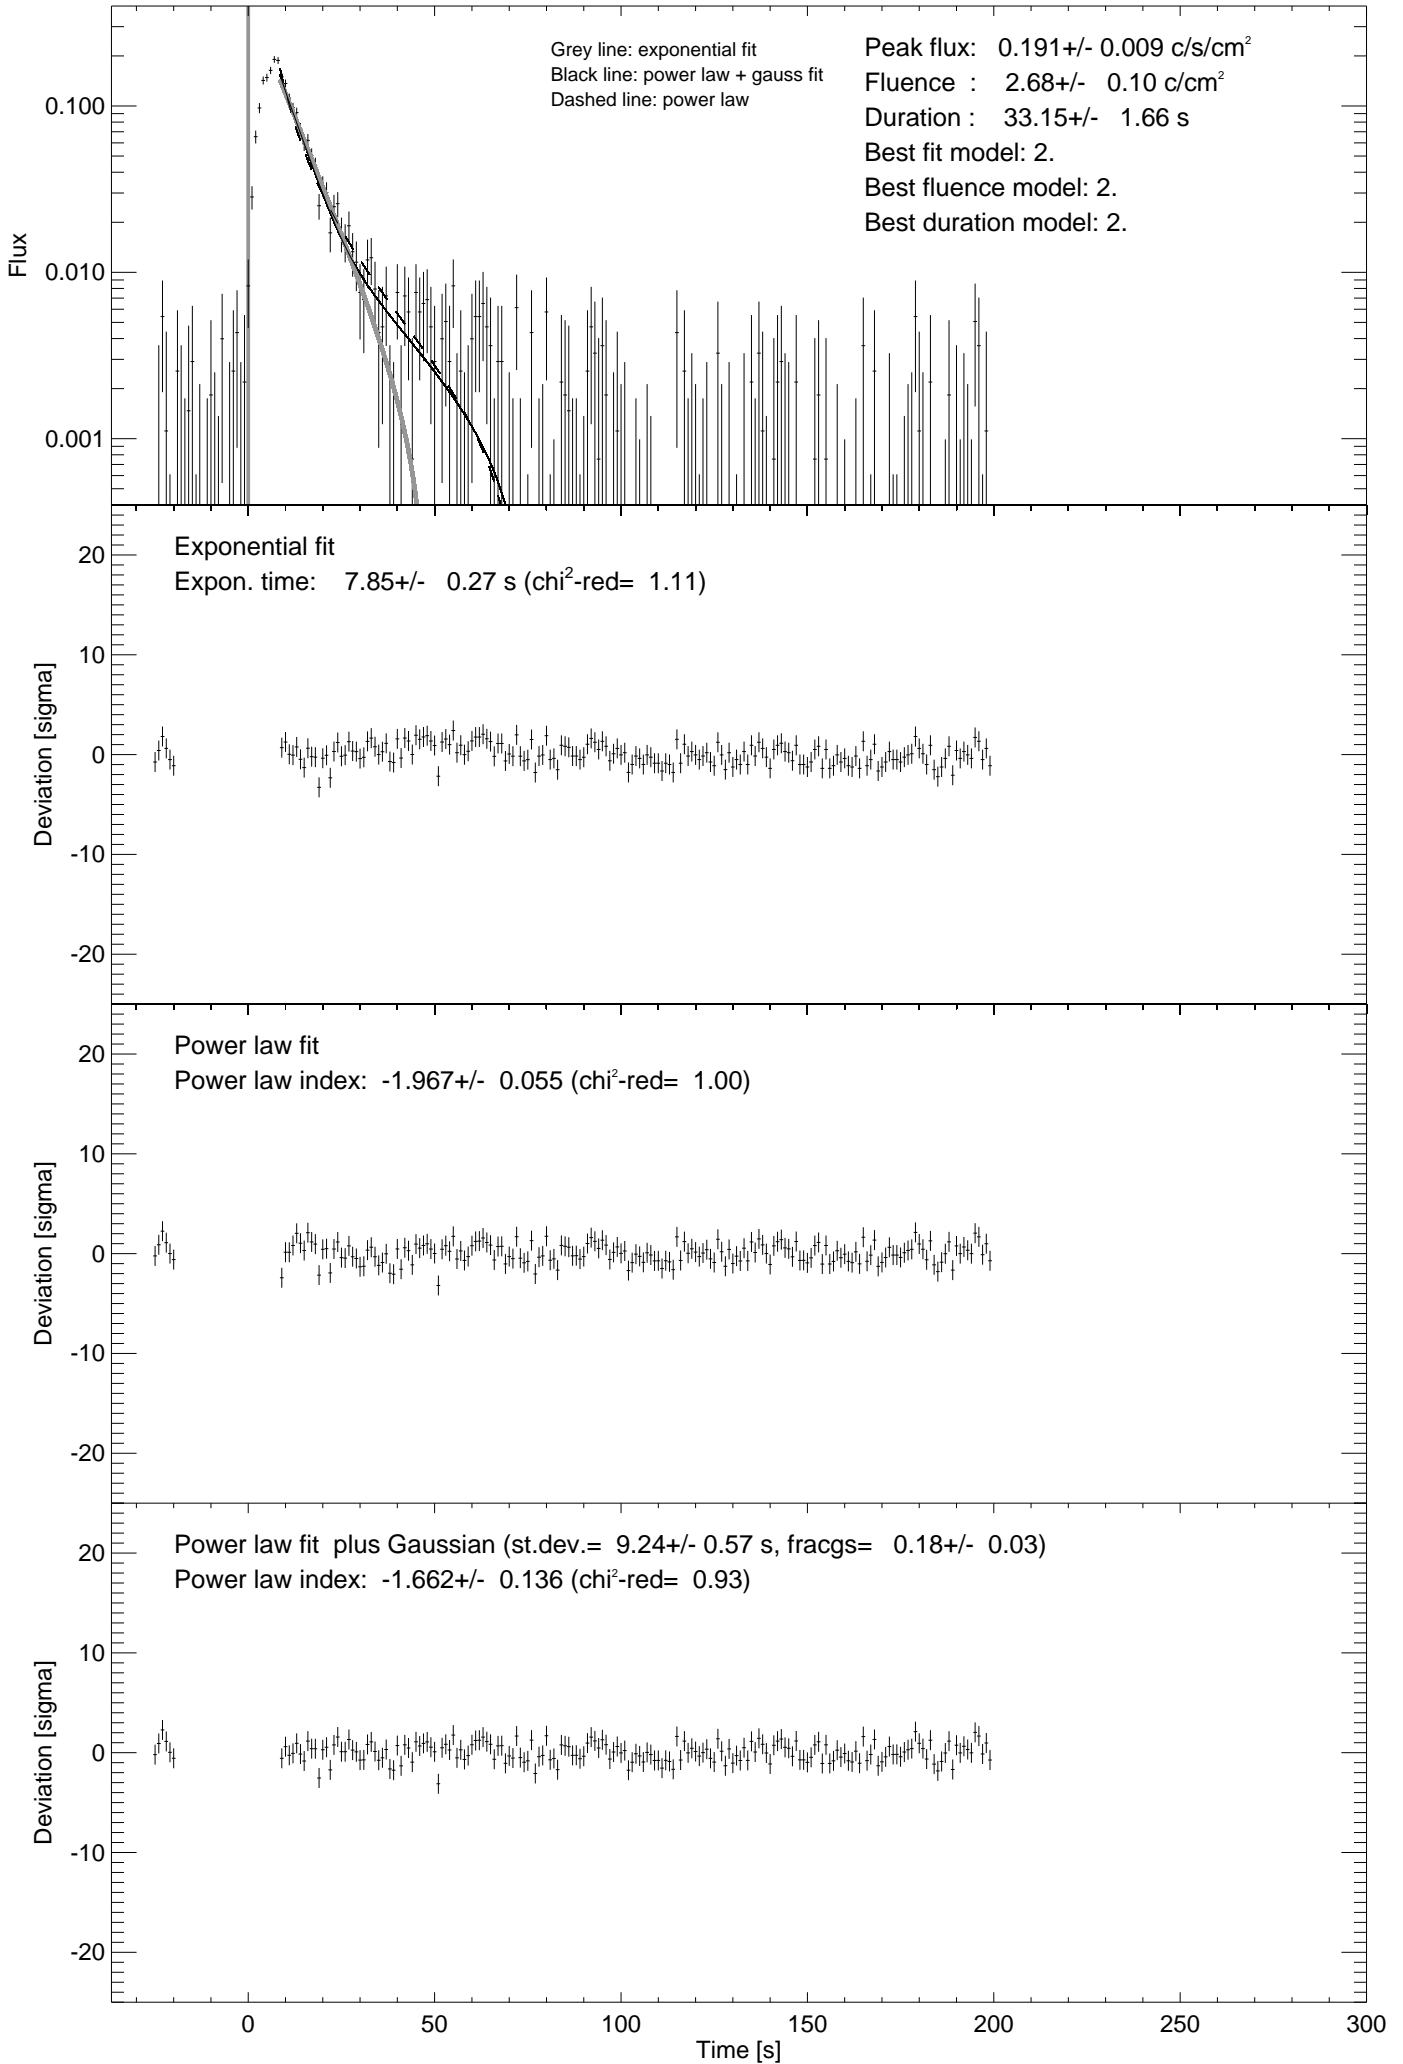 Grey line: exponential fit
Black line: power law + gauss fit
Dashed line: power law
Peak flux: 0.191+/- 0.009 c/s/cm²
Fluence : 2.68+/- 0.10 c/cm²
Duration : 33.15+/- 1.66 s
Best fit model: 2.
Best fluence model: 2.
Best duration model: 2.
0.100
0.010
0.001
Flux
Exponential fit
Expon. time: 7.85+/- 0.27 s (chi²-red= 1.11)
20
10
0
-10
-20
Deviation [sigma]
Power law fit
Power law index: -1.967+/- 0.055 (chi²-red= 1.00)
20
10
0
-10
-20
Deviation [sigma]
Power law fit plus Gaussian (st.dev.= 9.24+/- 0.57 s, fracgs= 0.18+/- 0.03)
Power law index: -1.662+/- 0.136 (chi²-red= 0.93)
20
10
0
-10
-20
Deviation [sigma]
0 50 100 150 200 250 300
Time [s]